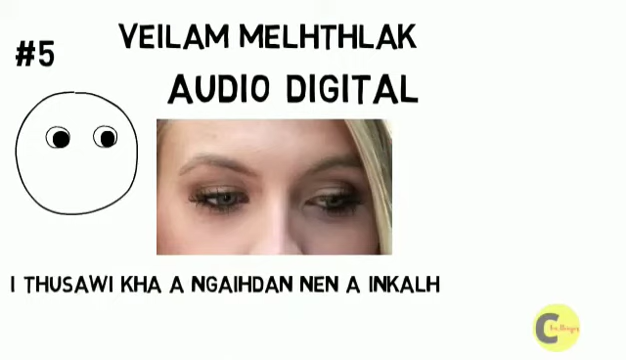 #5
VEILAM MELHTHLAK
AUDIO DIGITAL
I THUSAWI KHA A NGAIHDAN NEN A INKALH
C